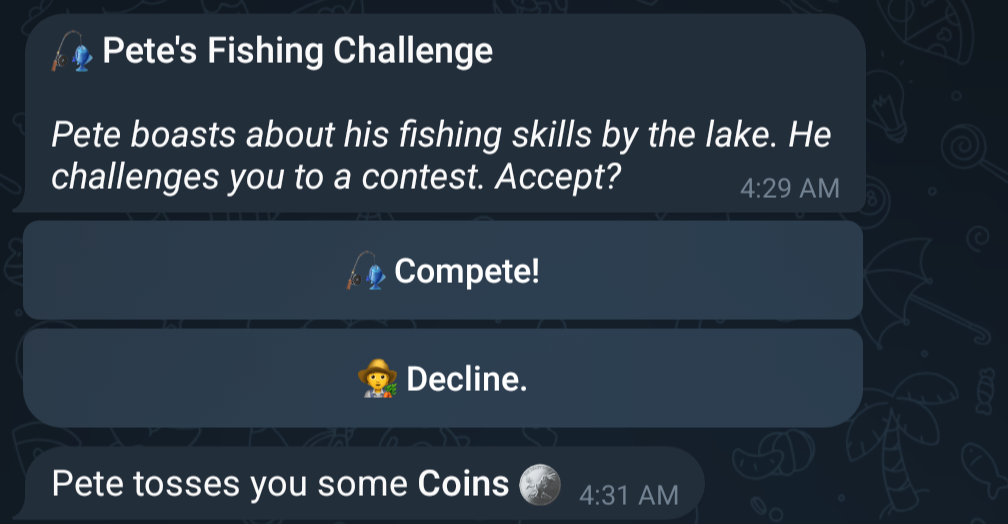 🎣 Pete's Fishing Challenge
Pete boasts about his fishing skills by the lake. He
challenges you to a contest. Accept?
4:29 AM
🎣 Compete!
🧑‍🌾 Decline.
Pete tosses you some Coins 🪙 4:31 AM